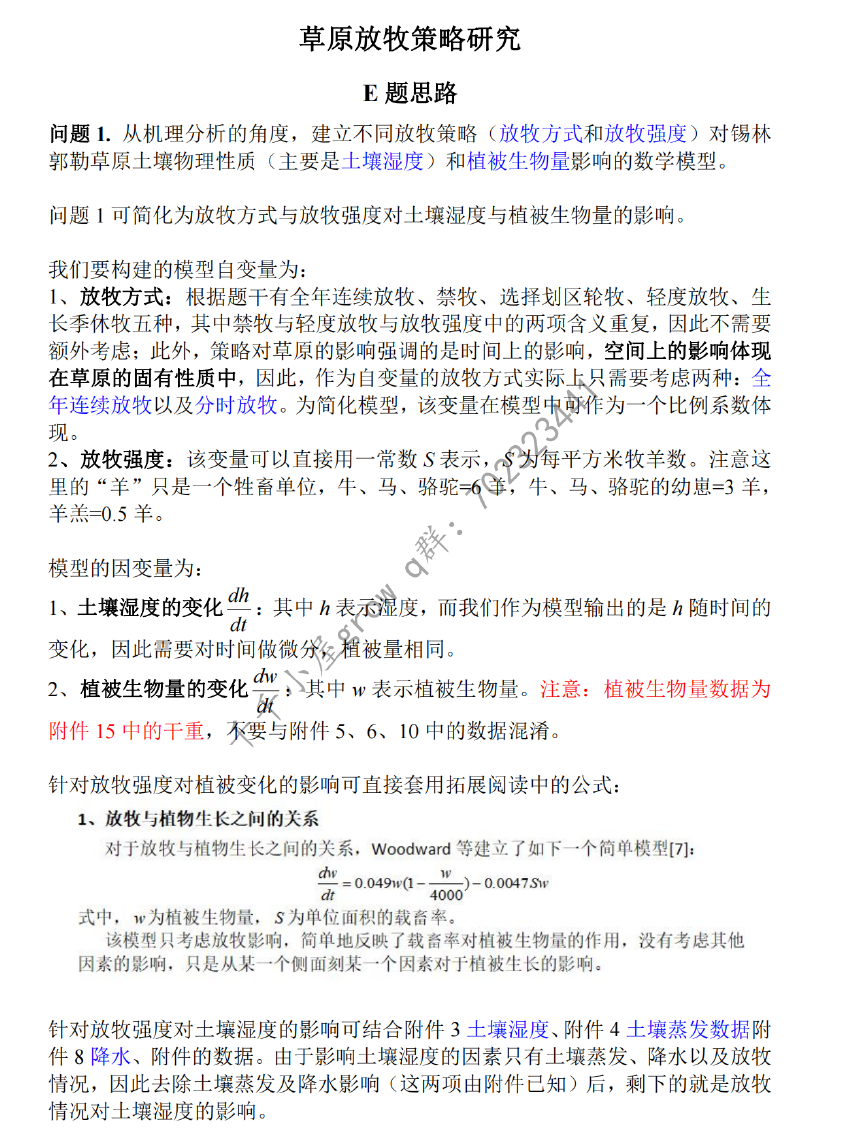 草原放牧策略研究
E 题思路
问题 1. 从机理分析的角度，建立不同放牧策略（放牧方式和放牧强度）对锡林
郭勒草原土壤物理性质（主要是土壤湿度）和植被生物量影响的数学模型。
问题 1 可简化为放牧方式与放牧强度对土壤湿度与植被生物量的影响。
我们要构建的模型自变量为：
1、放牧方式：根据题干有全年连续放牧、禁牧、选择划区轮牧、轻度放牧、生
长季休牧五种，其中禁牧与轻度放牧与放牧强度中的两项含义重复，因此不需要
额外考虑；此外，策略对草原的影响强调的是时间上的影响，空间上的影响体现
在草原的固有性质中，因此，作为自变量的放牧方式实际上只需要考虑两种：全
年连续放牧以及分时放牧。为简化模型，该变量在模型中可作为一个比例系数体
现。
2、放牧强度：该变量可以直接用一常数 S 表示，S 为每平方米牧羊数。注意这
里的“羊”只是一个牲畜单位，牛、马、骆驼=6 羊，牛、马、骆驼的幼崽=3 羊，
羊羔=0.5 羊。
模型的因变量为：
1、土壤湿度的变化 dh/dt：其中 h 表示湿度，而我们作为模型输出的是 h 随时间的
变化，因此需要对时间做微分，植被量相同。
2、植被生物量的变化 dw/dt：其中 w 表示植被生物量。注意：植被生物量数据为
附件 15 中的干重，不要与附件 5、6、10 中的数据混淆。
针对放牧强度对植被变化的影响可直接套用拓展阅读中的公式：
1、放牧与植物生长之间的关系
对于放牧与植物生长之间的关系，Woodward 等建立了如下一个简单模型[7]：
dw/dt = 0.049w(1 - w/4000) - 0.0047Sw
式中，w为植被生物量，S为单位面积的载畜率。
该模型只考虑放牧影响，简单地反映了载畜率对植被生物量的作用，没有考虑其他
因素的影响，只是从某一个侧面刻某一个因素对于植被生长的影响。
针对放牧强度对土壤湿度的影响可结合附件 3 土壤湿度、附件 4 土壤蒸发数据附
件 8 降水、附件的数据。由于影响土壤湿度的因素只有土壤蒸发、降水以及放牧
情况，因此去除土壤蒸发及降水影响（这两项由附件已知）后，剩下的就是放牧
情况对土壤湿度的影响。
小屋grow q群：702323441